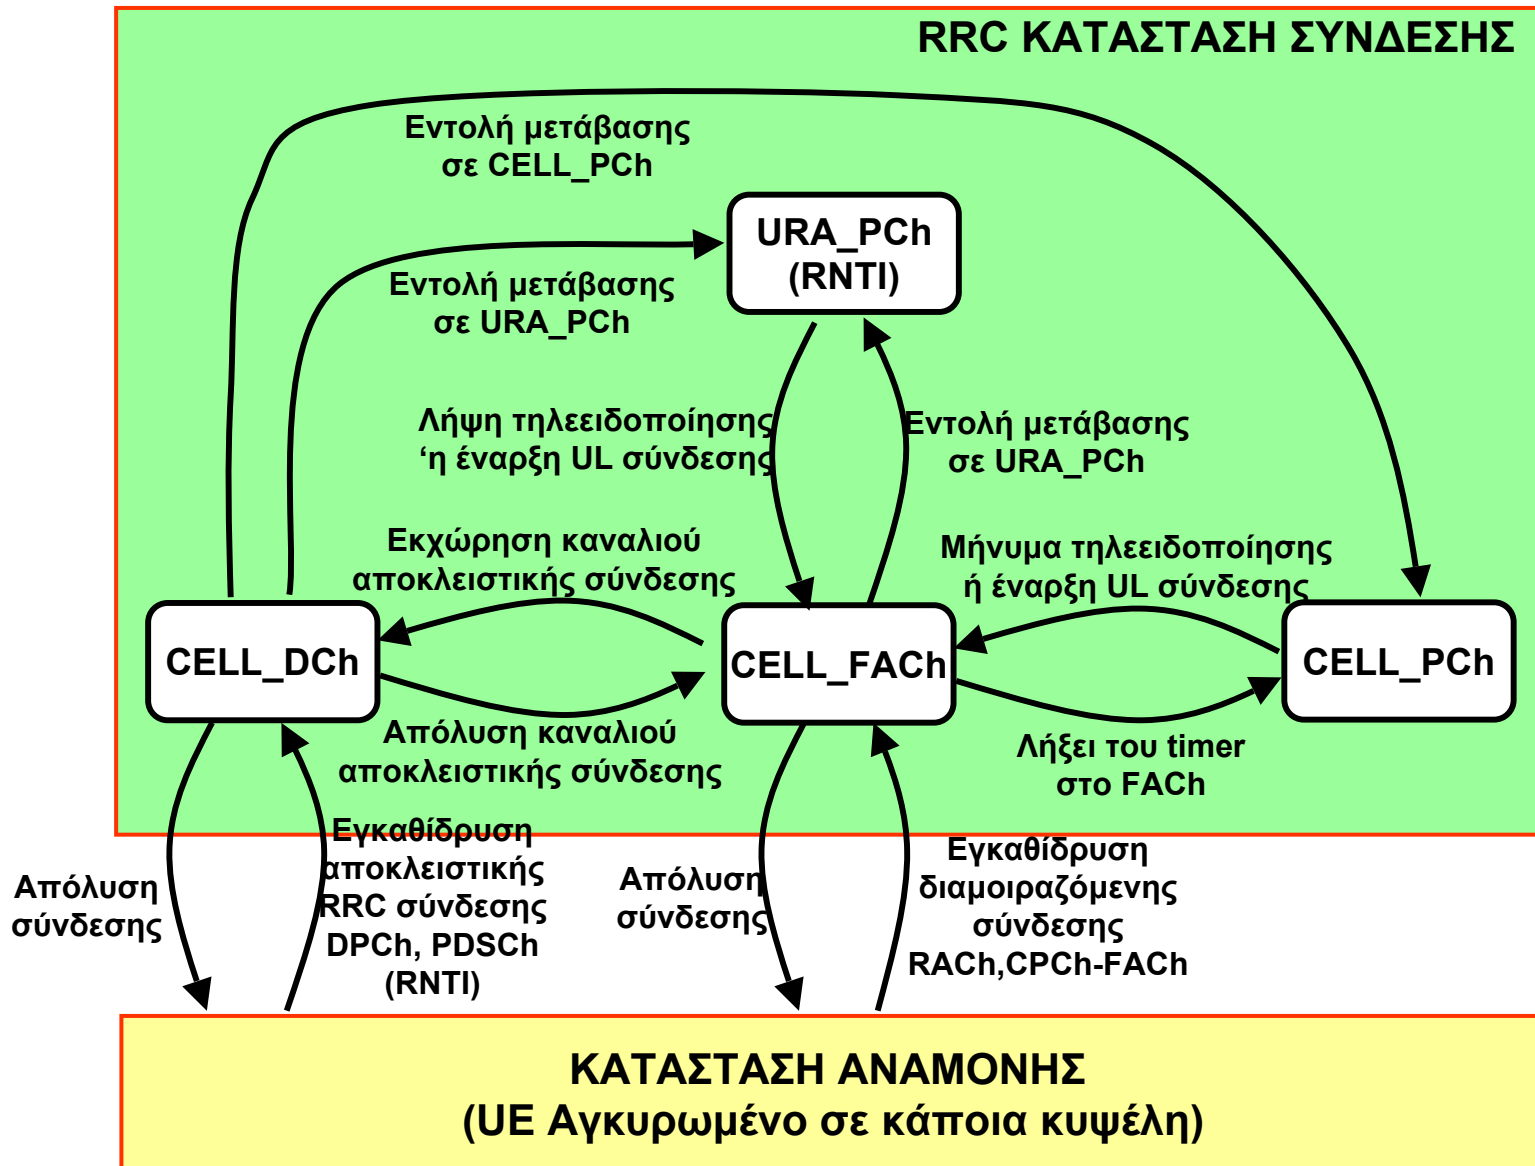 RRC ΚΑΤΑΣΤΑΣΗ ΣΥΝΔΕΣΗΣ
Εντολή μετάβασης
σε CELL_PCh
URA_PCh
(RNTI)
Εντολή μετάβασης
σε URA_PCh
Λήψη τηλεειδοποίησης
‘η έναρξη UL σύνδεσης
Εντολή μετάβασης
σε URA_PCh
Εκχώρηση καναλιού
αποκλειστικής σύνδεσης
Μήνυμα τηλεειδοποίησης
ή έναρξη UL σύνδεσης
CELL_DCh
CELL_FACh
CELL_PCh
Απόλυση καναλιού
αποκλειστικής σύνδεσης
Λήξει του timer
στο FACh
Απόλυση
σύνδεσης
Εγκαθίδρυση
αποκλειστικής
RRC σύνδεσης
DPCh, PDSCh
(RNTI)
Απόλυση
σύνδεσης
Εγκαθίδρυση
διαμοιραζόμενης
σύνδεσης
RACh,CPCh-FACh
ΚΑΤΑΣΤΑΣΗ ΑΝΑΜΟΝΗΣ
(UE Αγκυρωμένο σε κάποια κυψέλη)